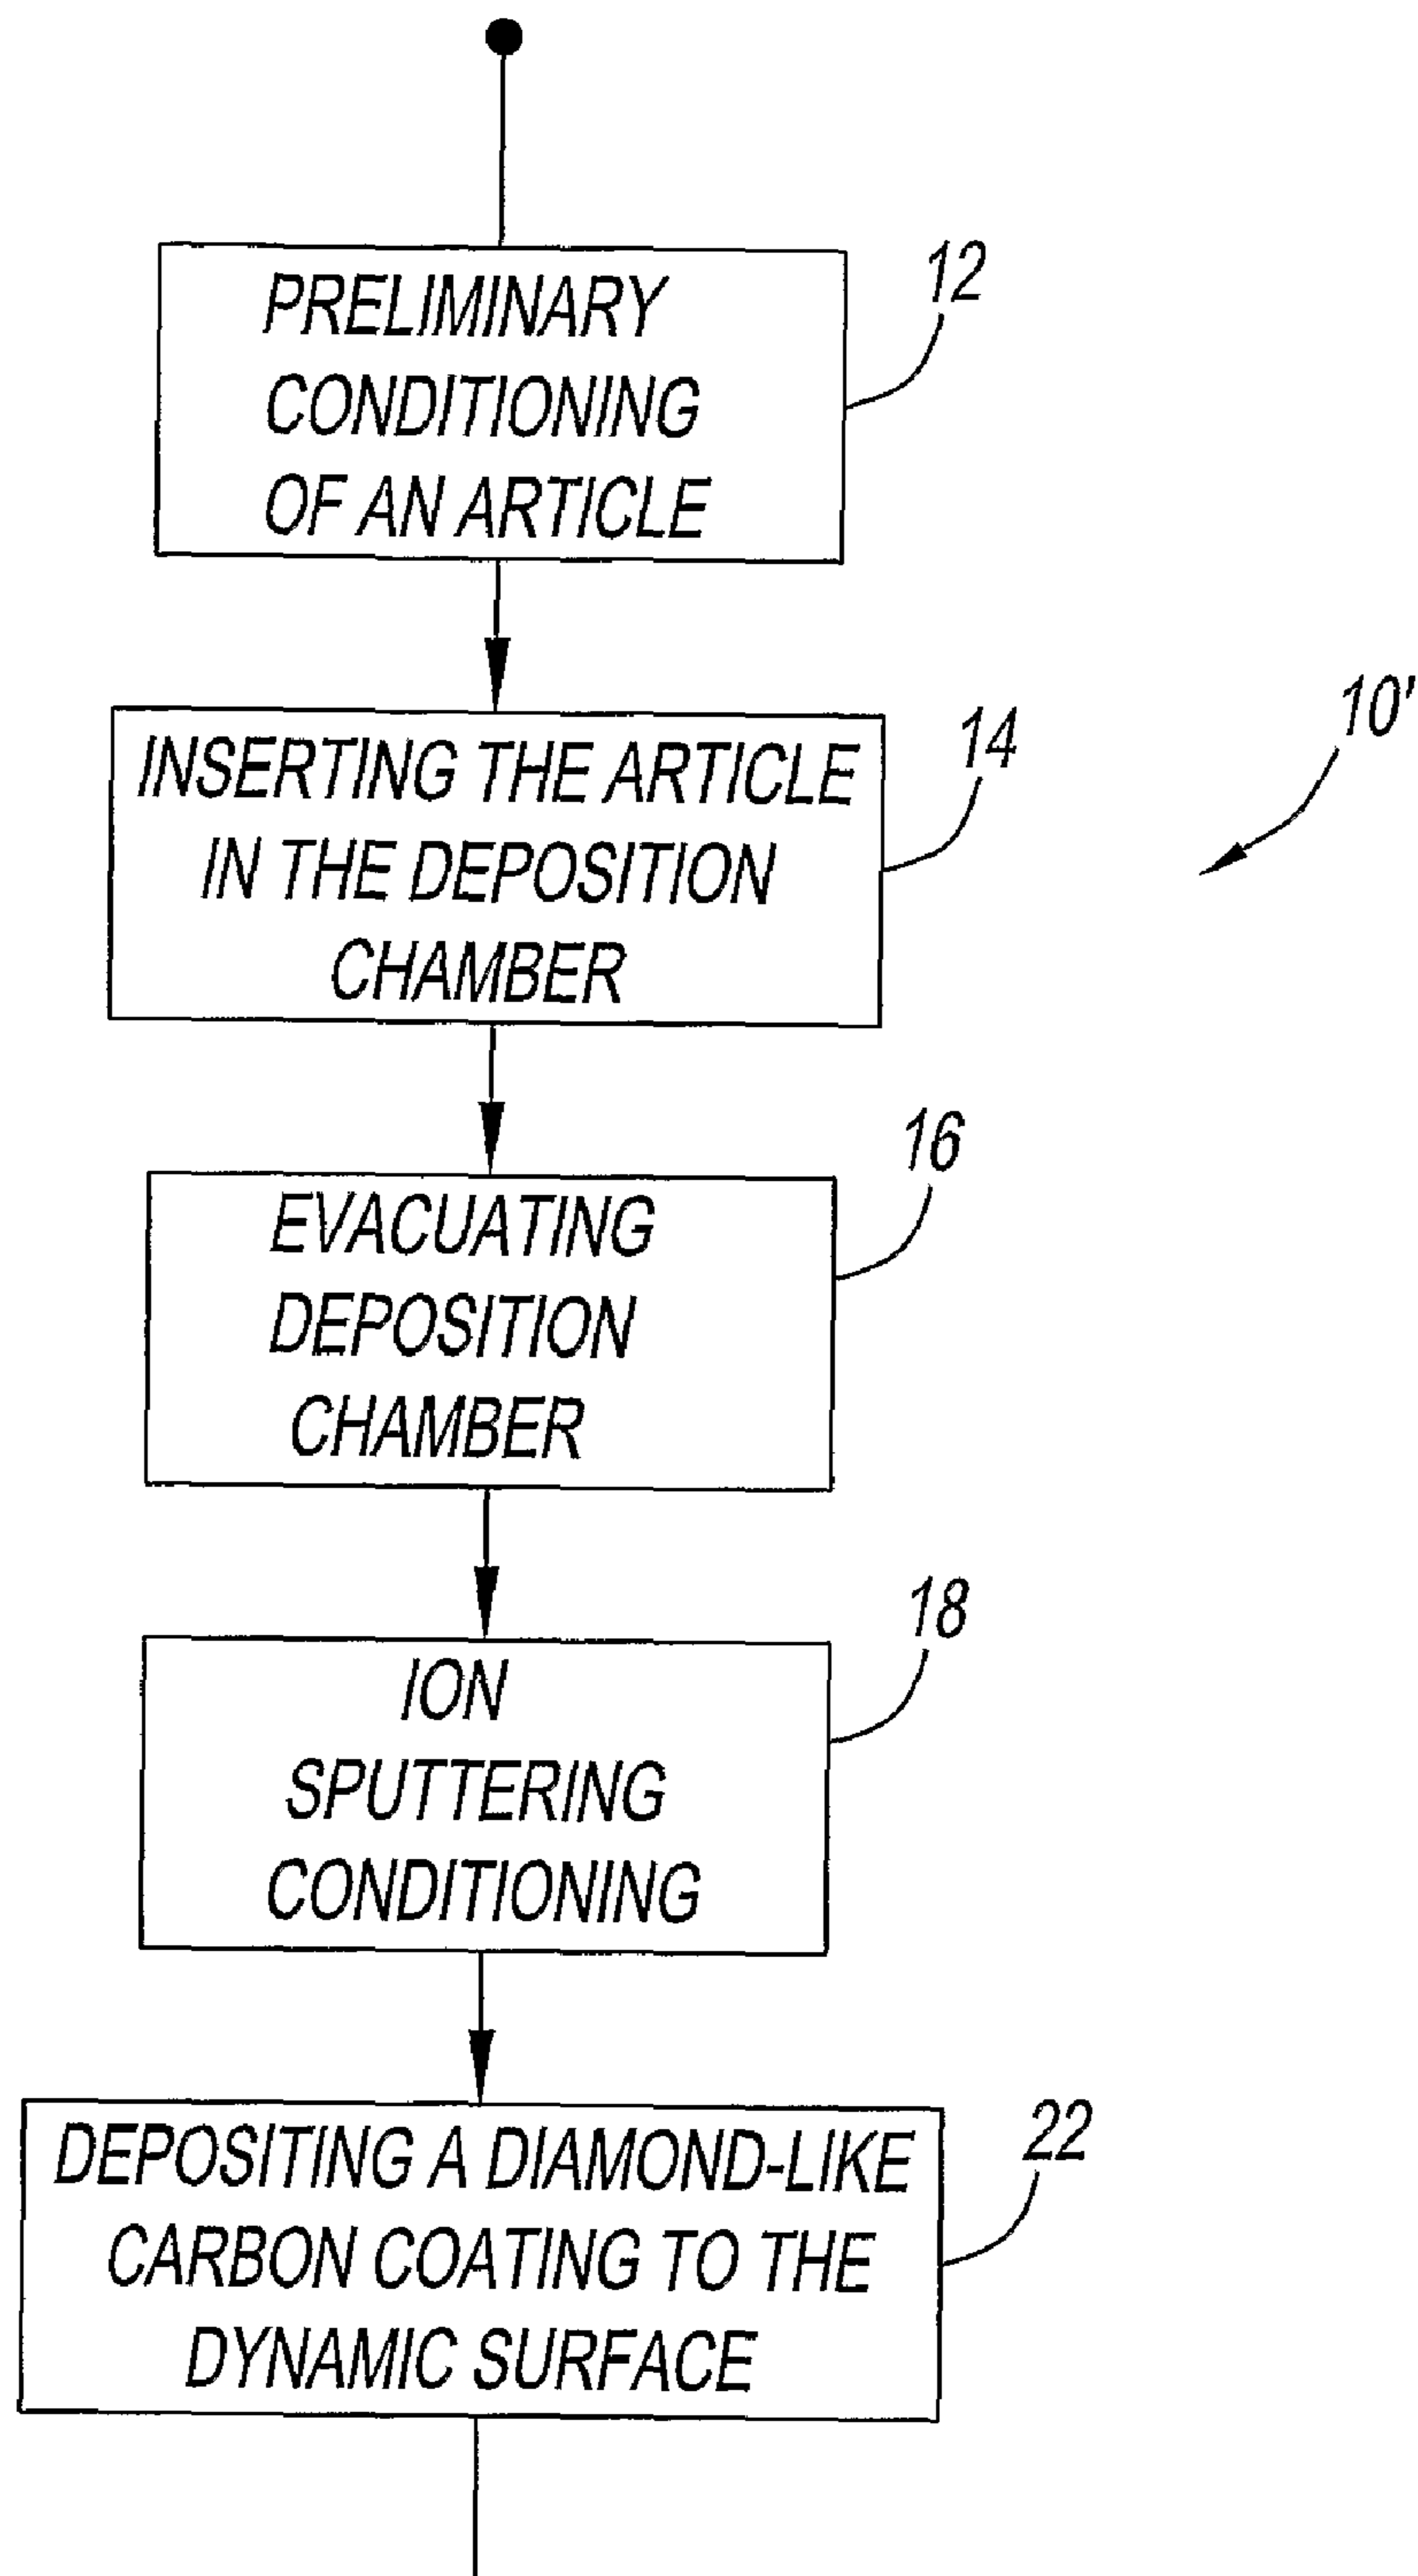 PRELIMINARY
CONDITIONING
OF AN ARTICLE
12
INSERTING THE ARTICLE
IN THE DEPOSITION
CHAMBER
14
10'
EVACUATING
DEPOSITION
CHAMBER
16
ION
SPUTTERING
CONDITIONING
18
DEPOSITING A DIAMOND-LIKE
CARBON COATING TO THE
DYNAMIC SURFACE
22